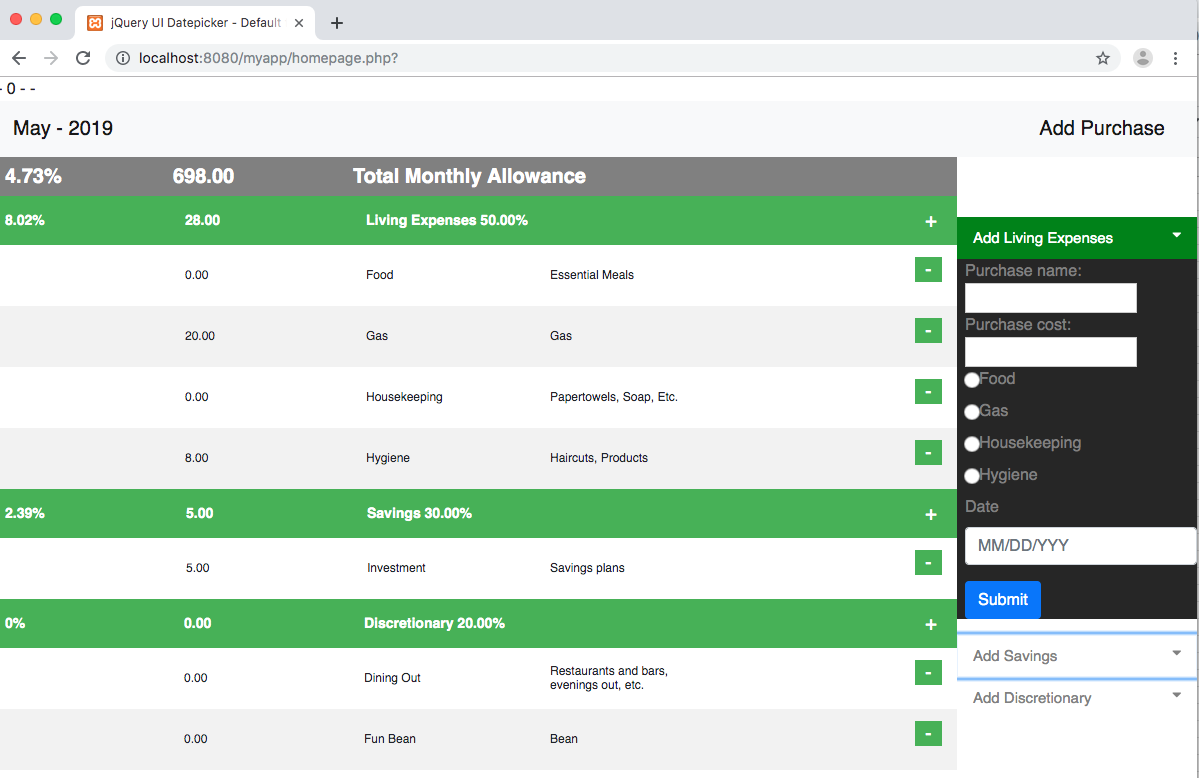 jQuery UI Datepicker - Default
localhost:8080/myapp/homepage.php?
- 0 - -
May - 2019 Add Purchase
4.73% 698.00 Total Monthly Allowance
8.02% 28.00 Living Expenses 50.00% +
0.00 Food Essential Meals -
20.00 Gas Gas -
0.00 Housekeeping Papertowels, Soap, Etc. -
8.00 Hygiene Haircuts, Products -
2.39% 5.00 Savings 30.00% +
5.00 Investment Savings plans -
0% 0.00 Discretionary 20.00% +
0.00 Dining Out Restaurants and bars, -
evenings out, etc.
0.00 Fun Bean Bean -
Add Living Expenses
Purchase name:
Purchase cost:
Food
Gas
Housekeeping
Hygiene
Date
MM/DD/YYY
Submit
Add Savings
Add Discretionary